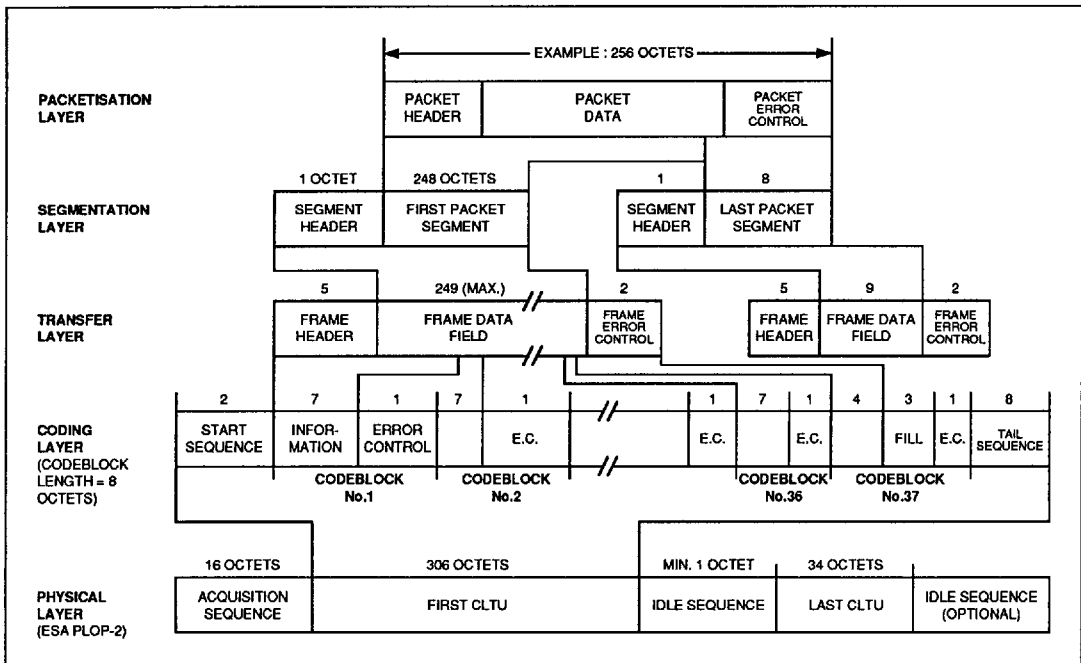 EXAMPLE : 256 OCTETS
PACKETISATION
LAYER
PACKET
HEADER
PACKET
DATA
PACKET
ERROR
CONTROL
1 OCTET
248 OCTETS
1
8
SEGMENTATION
LAYER
SEGMENT
HEADER
FIRST PACKET
SEGMENT
SEGMENT
HEADER
LAST PACKET
SEGMENT
5
249 (MAX.)
2
5
9
2
TRANSFER
LAYER
FRAME
HEADER
FRAME DATA
FIELD
FRAME
ERROR
CONTROL
FRAME
HEADER
FRAME DATA
FIELD
FRAME
ERROR
CONTROL
2
7
1
7
1
1
7
1
4
3
1
8
CODING
LAYER
(CODEBLOCK
LENGTH = 8
OCTETS)
START
SEQUENCE
INFOR-
MATION
ERROR
CONTROL
E.C.
E.C.
E.C.
FILL
E.C.
TAIL
SEQUENCE
CODEBLOCK
No.1
CODEBLOCK
No.2
CODEBLOCK
No.36
CODEBLOCK
No.37
16 OCTETS
306 OCTETS
MIN. 1 OCTET
34 OCTETS
PHYSICAL
LAYER
(ESA PLOP-2)
ACQUISITION
SEQUENCE
FIRST CLTU
IDLE SEQUENCE
LAST CLTU
IDLE SEQUENCE
(OPTIONAL)